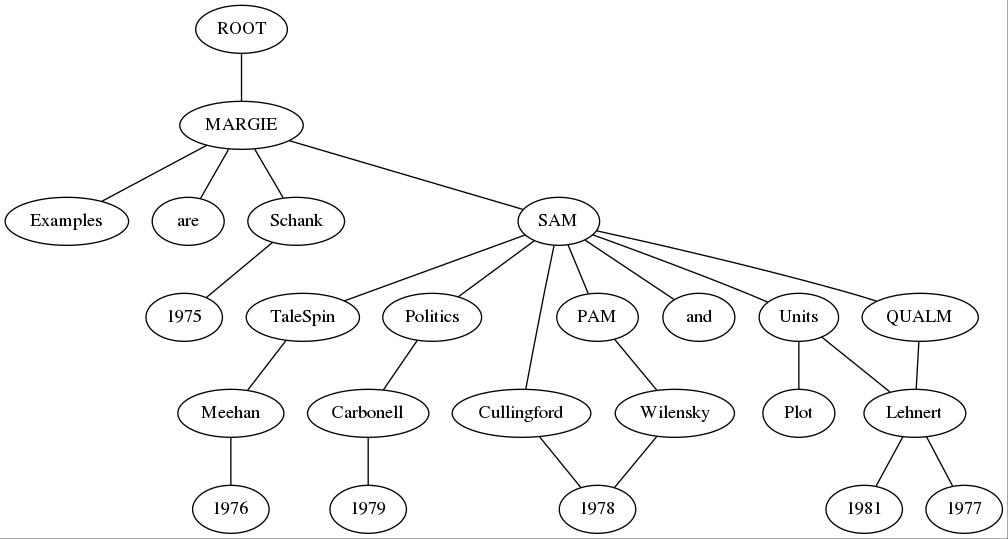 ROOT
MARGIE
Examples are Schank SAM
1975 TaleSpin Politics PAM and Units QUALM
Meehan Carbonell Cullingford Wilensky Plot Lehnert
1976 1979 1978 1981 1977